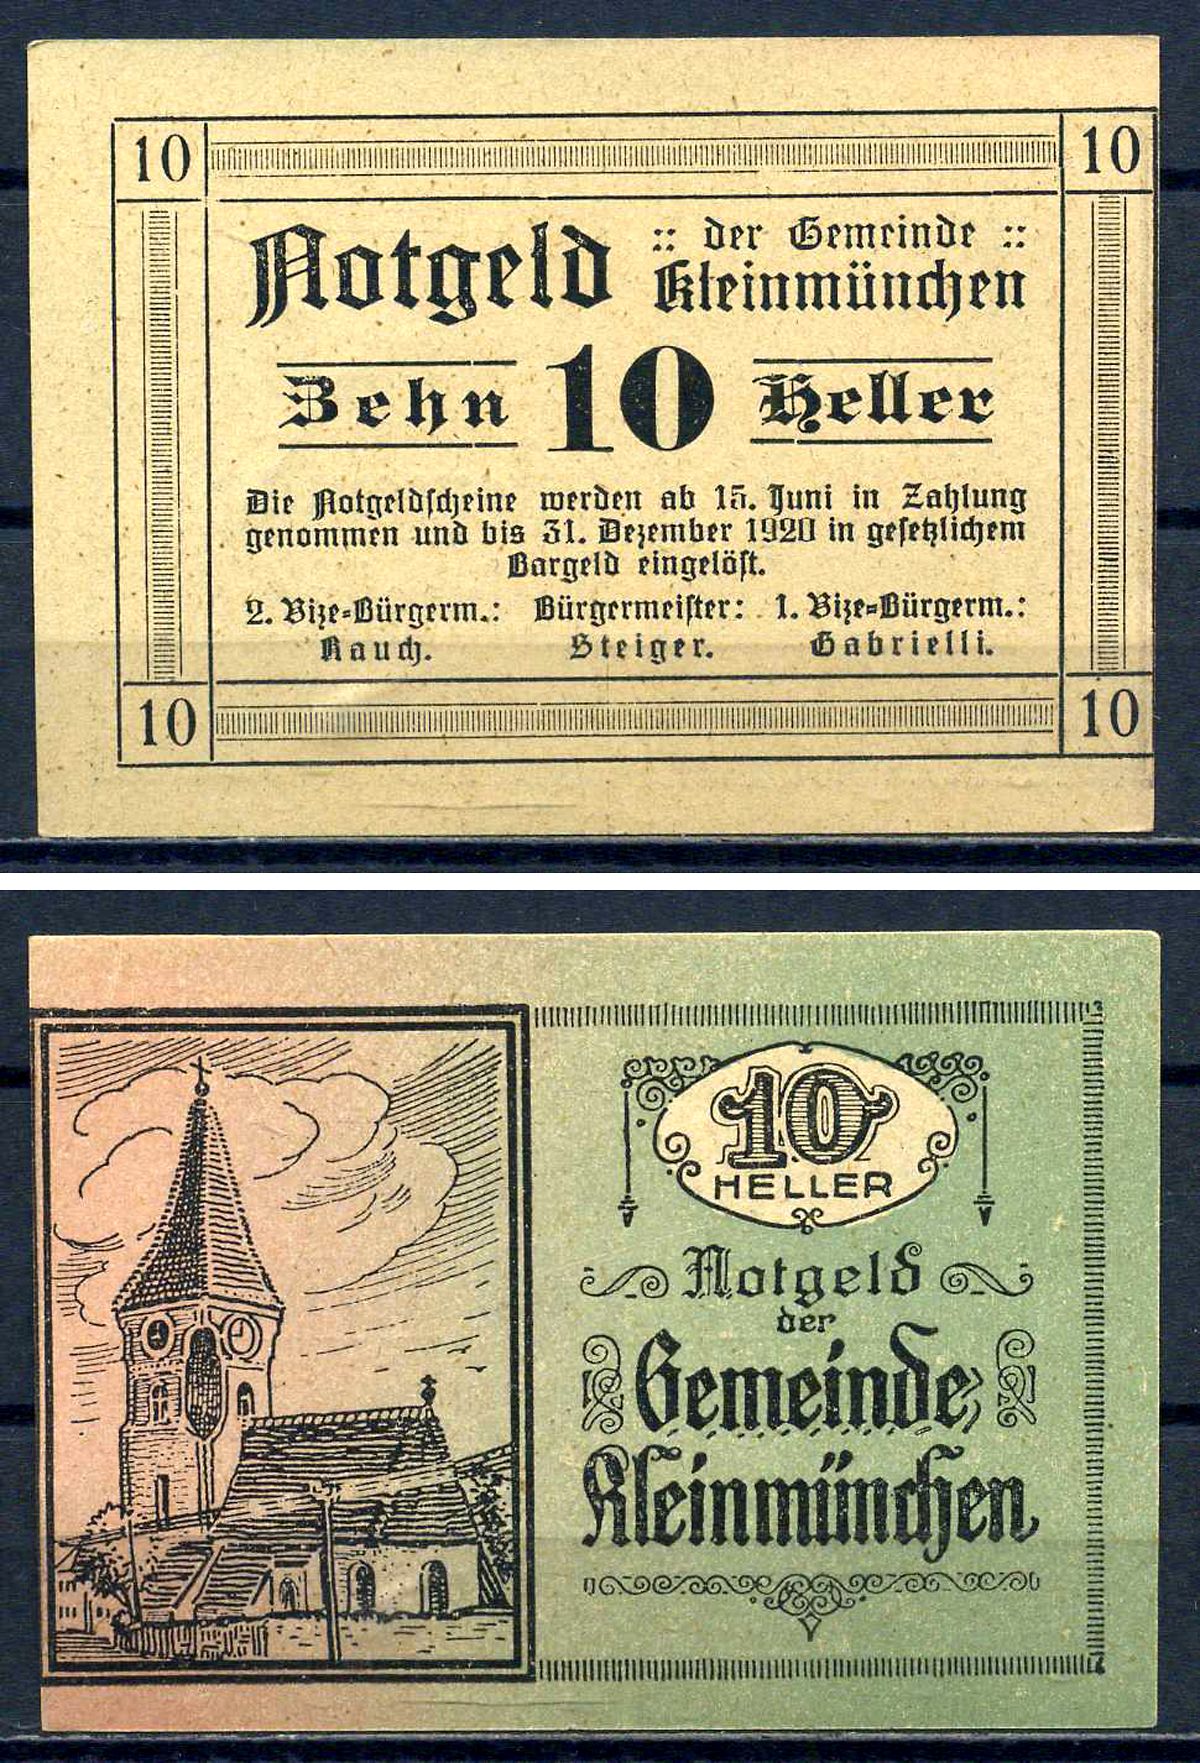 10 10
Notgeld :: der Gemeinde ::
Kleinmünchen
Zehn 10 Heller
Die Notgeldscheine werden ab 15. Juni in Zahlung
genommen und bis 31. Dezember 1920 in gesetzlichem
Bargeld eingelöst.
2. Vize-Bürgerm.: Bürgermeister: 1. Vize-Bürgerm.:
Rauch. Steiger. Gabrielli.
10 10
10
HELLER
Notgeld
der
Gemeinde
Kleinmünchen